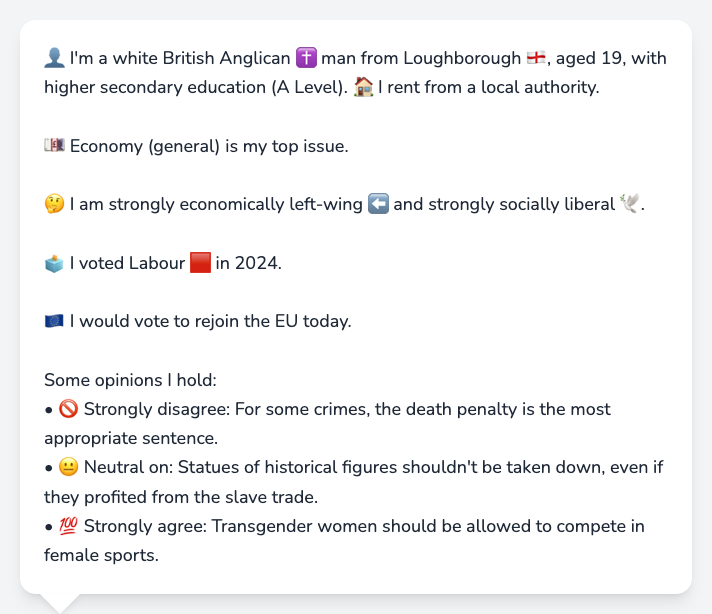 👤 I'm a white British Anglican ✝️ man from Loughborough 🏴󠁧󠁢󠁥󠁮󠁧󠁿, aged 19, with
higher secondary education (A Level). 🏠 I rent from a local authority.
💷 Economy (general) is my top issue.
🤔 I am strongly economically left-wing ⬅️ and strongly socially liberal 🕊️.
🗳️ I voted Labour 🟥 in 2024.
🇪🇺 I would vote to rejoin the EU today.
Some opinions I hold:
• 🚫 Strongly disagree: For some crimes, the death penalty is the most
appropriate sentence.
• 😐 Neutral on: Statues of historical figures shouldn't be taken down, even if
they profited from the slave trade.
• 💯 Strongly agree: Transgender women should be allowed to compete in
female sports.